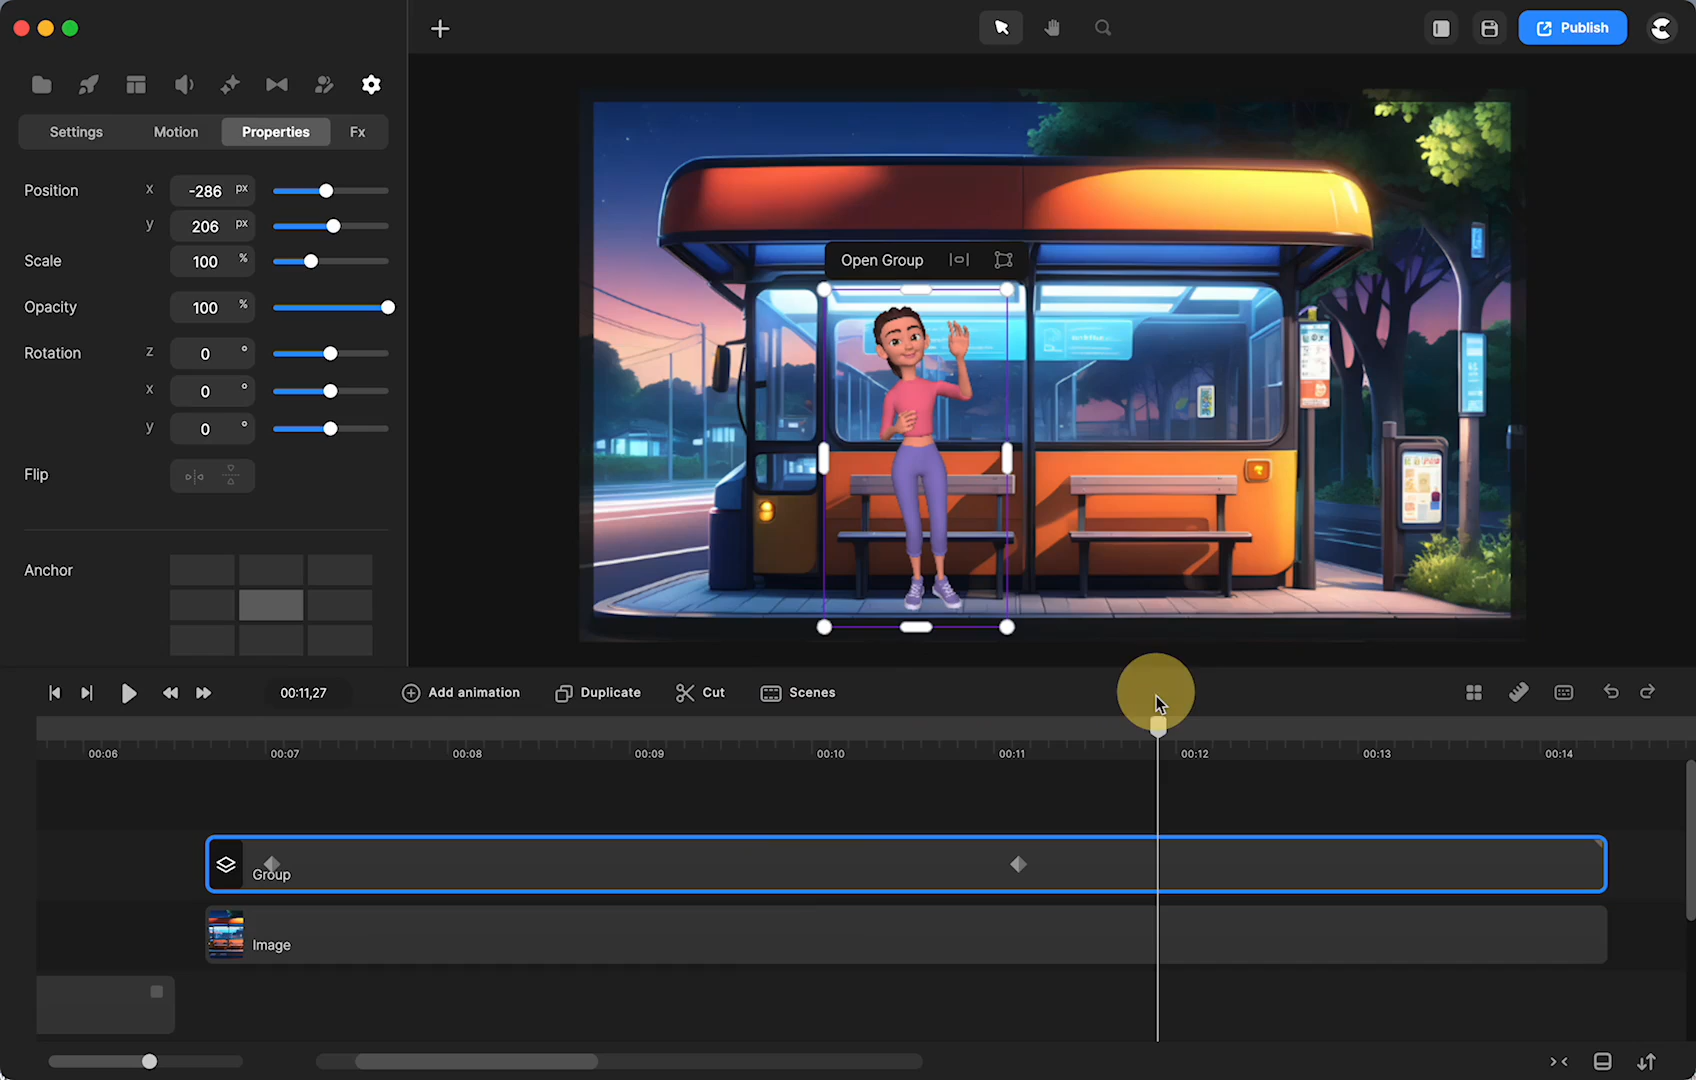 Publish
Settings
Motion
Properties
Fx
Position
x
-286
px
y
206
px
Scale
100
%
Opacity
100
%
Rotation
z
0
°
x
0
°
y
0
°
Flip
Anchor
Open Group
00:11,27
Add animation
Duplicate
Cut
Scenes
00:06
00:07
00:08
00:09
00:10
00:11
00:12
00:13
00:14
Group
Image